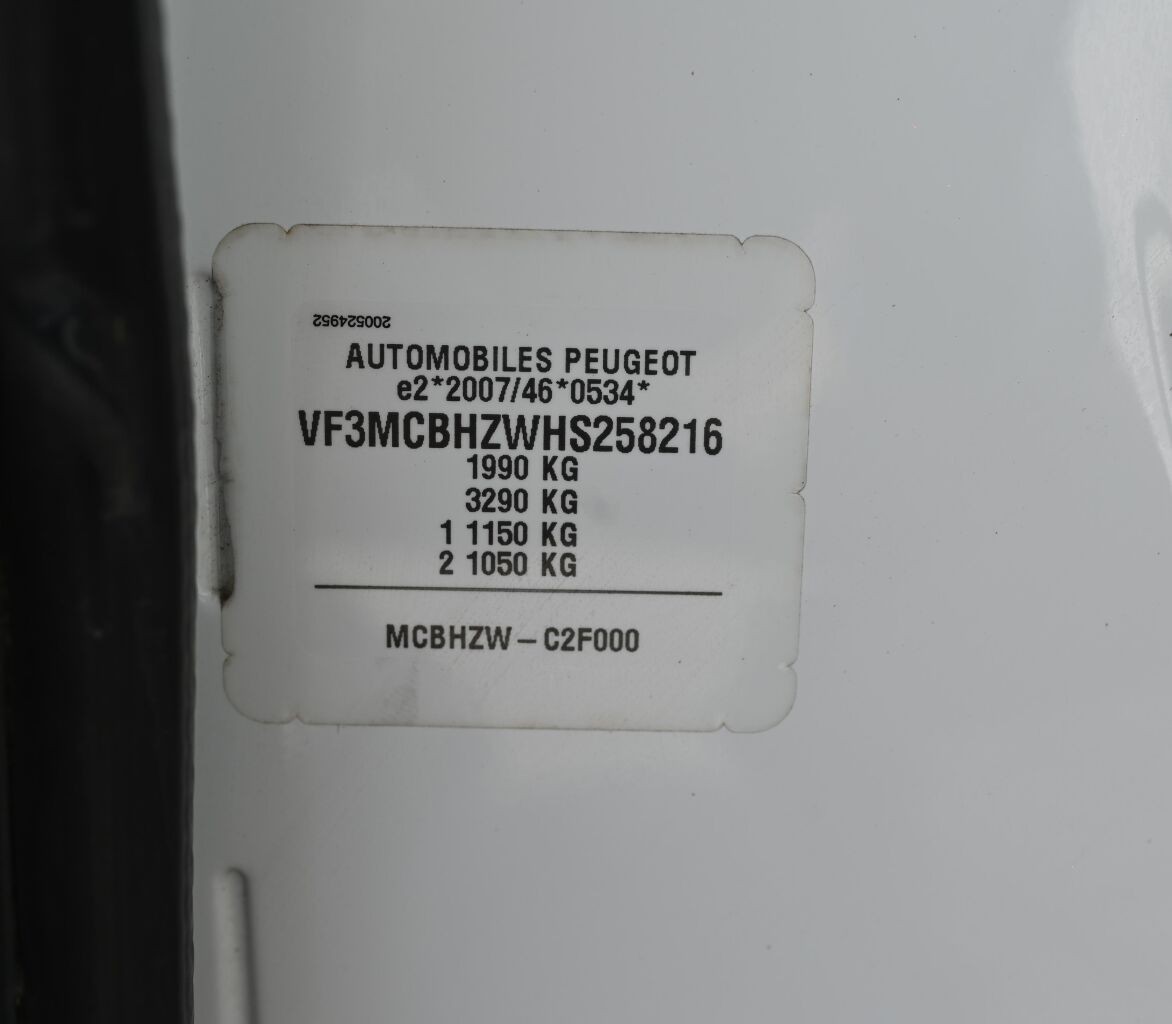 200524952
AUTOMOBILES PEUGEOT
e2*2007/46*0534*
VF3MCBHZWHS258216
1990 KG
3290 KG
1 1150 KG
2 1050 KG
MCBHZW – C2F000